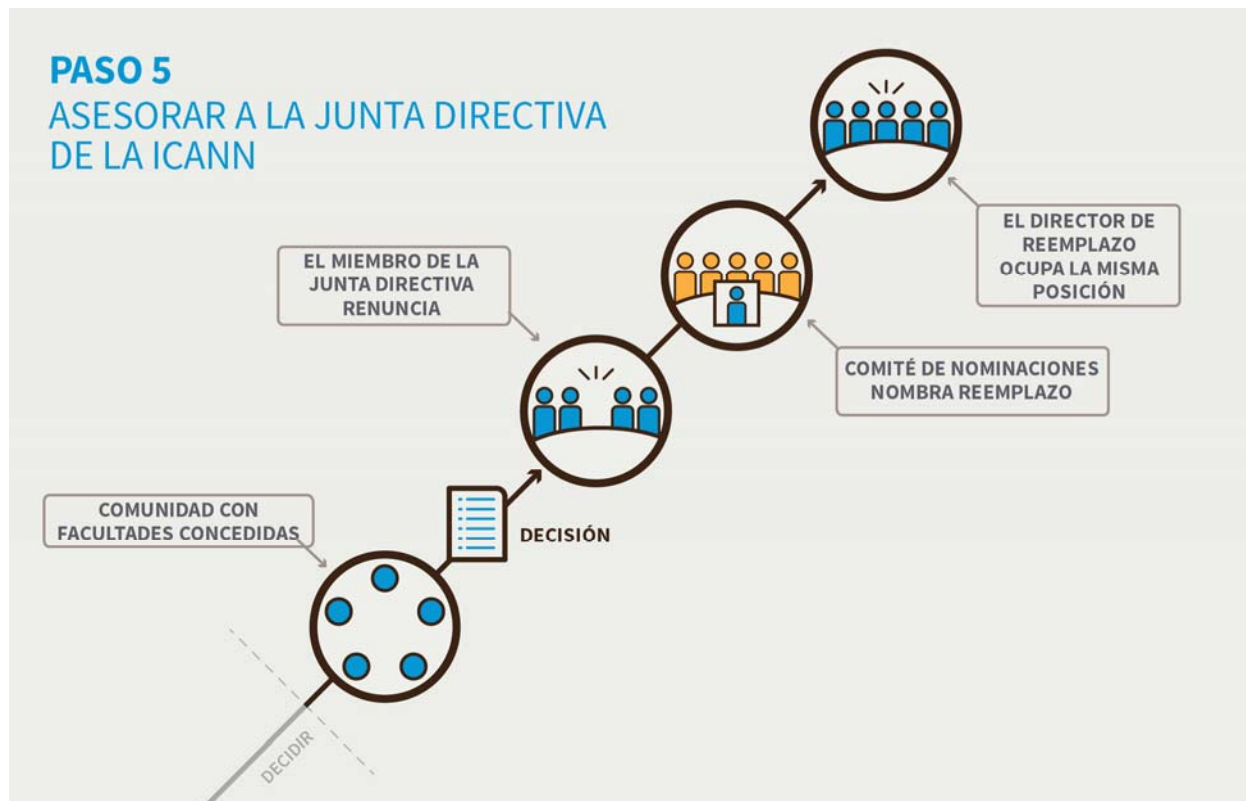 PASO 5
ASESORAR A LA JUNTA DIRECTIVA
DE LA ICANN
EL DIRECTOR DE
REEMPLAZO
OCUPA LA MISMA
POSICIÓN
EL MIEMBRO DE LA
JUNTA DIRECTIVA
RENUNCIA
COMITÉ DE NOMINACIONES
NOMBRA REEMPLAZO
COMUNIDAD CON
FACULTADES CONCEDIDAS
DECISIÓN
DECIDIR